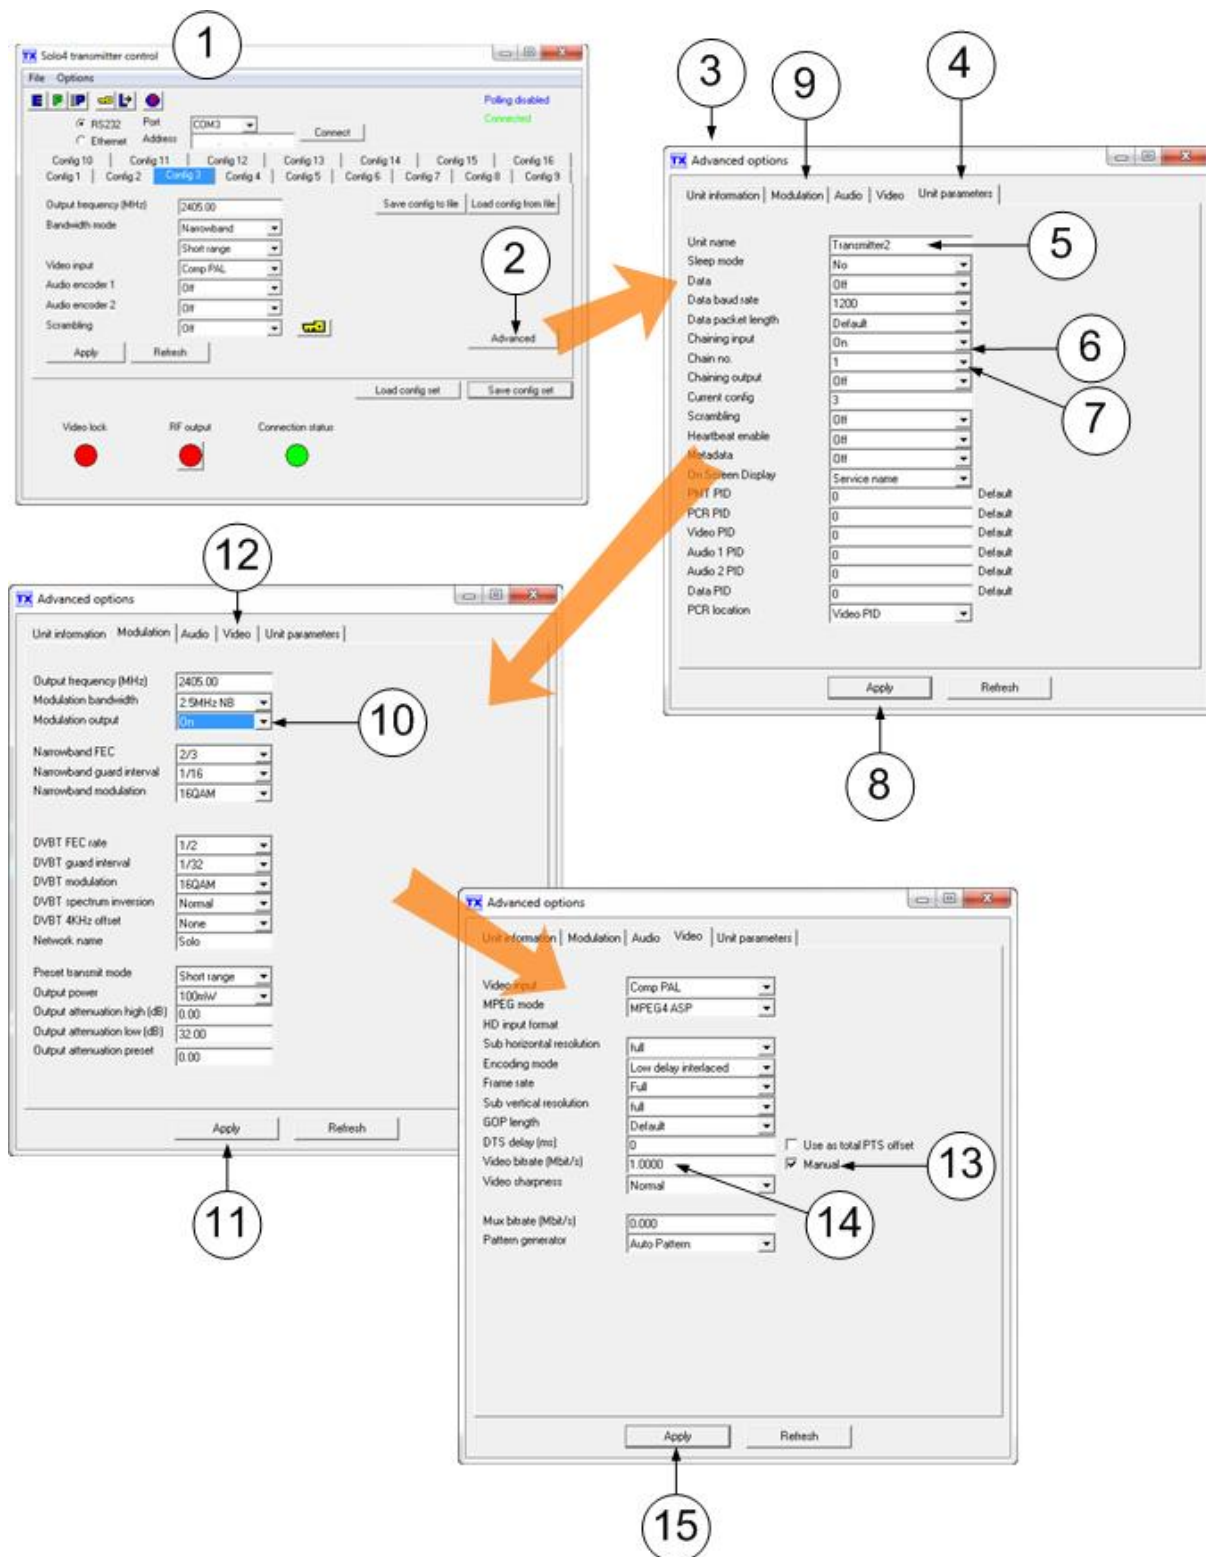 1
TX Solo4 transmitter control
File Options
E P IP
Polling disabled
RS232 Port COM3
Connected
Ethernet Address Connect
Config 10 Config 11 Config 12 Config 13 Config 14 Config 15 Config 16
Config 1 Config 2 Config 3 Config 4 Config 5 Config 6 Config 7 Config 8 Config 9
Output frequency (MHz) 2405.00 Save config to file Load config from file
Bandwidth mode Narrowband
Short range
Video input Comp PAL
Audio encoder 1 Off
Audio encoder 2 Off
Scrambling Off
2
Advanced
Apply Refresh
Load config set Save config set
Video lock RF output Connection status
3
9
4
TX Advanced options
Unit information Modulation Audio Video Unit parameters
Unit name Transmitter2
5
Sleep mode No
Data Off
Data baud rate 1200
Data packet length Default
Chaining input On
6
Chain no. 1
7
Chaining output Off
Current config 3
Scrambling Off
Heartbeat enable Off
Metadata Off
On Screen Display Service name
PMT PID 0 Default
PCR PID 0 Default
Video PID 0 Default
Audio 1 PID 0 Default
Audio 2 PID 0 Default
Data PID 0 Default
PCR location Video PID
Apply Refresh
8
12
TX Advanced options
Unit information Modulation Audio Video Unit parameters
Output frequency (MHz) 2405.00
Modulation bandwidth 2.5MHz NB
Modulation output On
10
Narrowband FEC 2/3
Narrowband guard interval 1/16
Narrowband modulation 16QAM
DVBT FEC rate 1/2
DVBT guard interval 1/32
DVBT modulation 16QAM
DVBT spectrum inversion Normal
DVBT 4KHz offset None
Network name Solo
Preset transmit mode Short range
Output power 100mW
Output attenuation high (dB) 0.00
Output attenuation low (dB) 32.00
Output attenuation preset 0.00
Apply Refresh
11
TX Advanced options
Unit information Modulation Audio Video Unit parameters
Video input Comp PAL
MPEG mode MPEG4 ASP
HD input format
Sub horizontal resolution full
Encoding mode Low delay interlaced
Frame rate Full
Sub vertical resolution full
GOP length Default
DTS delay (ms) 0 Use as total PTS offset
Video bitrate (Mbit/s) 1.0000 Manual
13
Video sharpness Normal
14
Mux bitrate (Mbit/s) 0.000
Pattern generator Auto Pattern
Apply Refresh
15